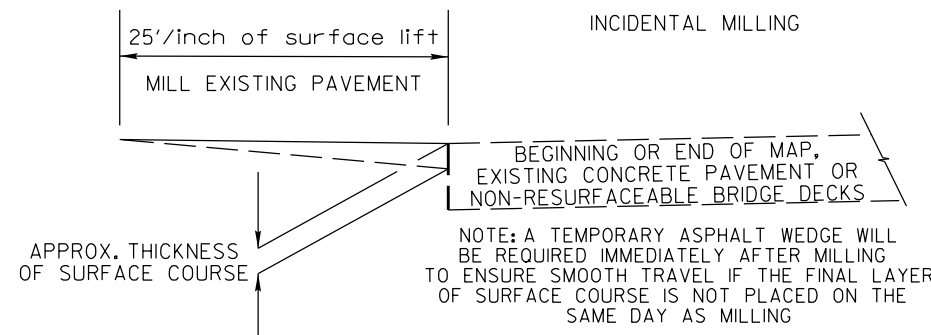 INCIDENTAL MILLING
25'/inch of surface lift
MILL EXISTING PAVEMENT
BEGINNING OR END OF MAP,
EXISTING CONCRETE PAVEMENT OR
NON-RESURFACEABLE BRIDGE DECKS
APPROX. THICKNESS
OF SURFACE COURSE
NOTE: A TEMPORARY ASPHALT WEDGE WILL
BE REQUIRED IMMEDIATELY AFTER MILLING
TO ENSURE SMOOTH TRAVEL IF THE FINAL LAYER
OF SURFACE COURSE IS NOT PLACED ON THE
SAME DAY AS MILLING